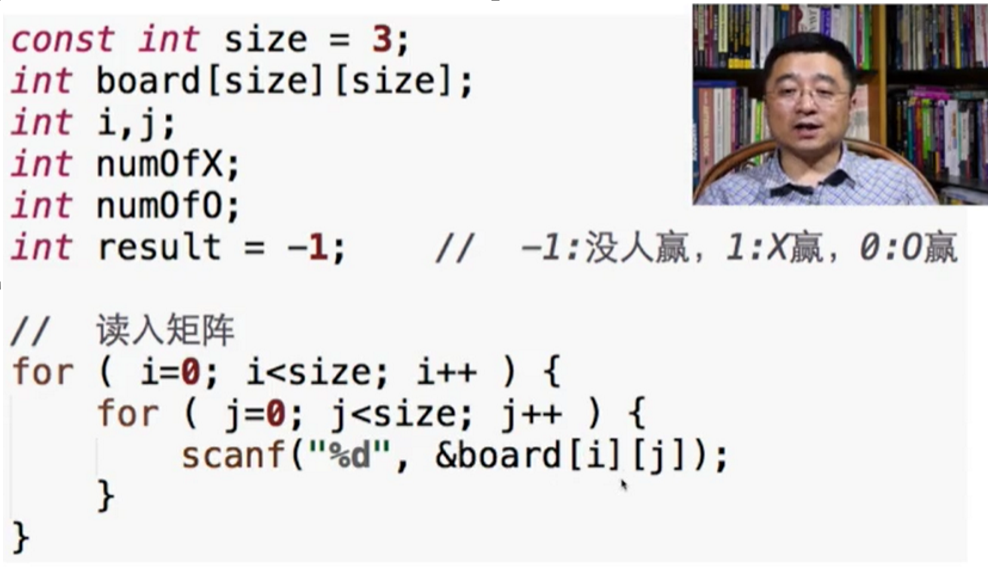 const int size = 3;
int board[size][size];
int i,j;
int numOfX;
int numOfO;
int result = -1;    //  -1:没人赢，1:X赢，0:O赢
//  读入矩阵
for ( i=0; i<size; i++ ) {
    for ( j=0; j<size; j++ ) {
        scanf("%d", &board[i][j]);
    }
}